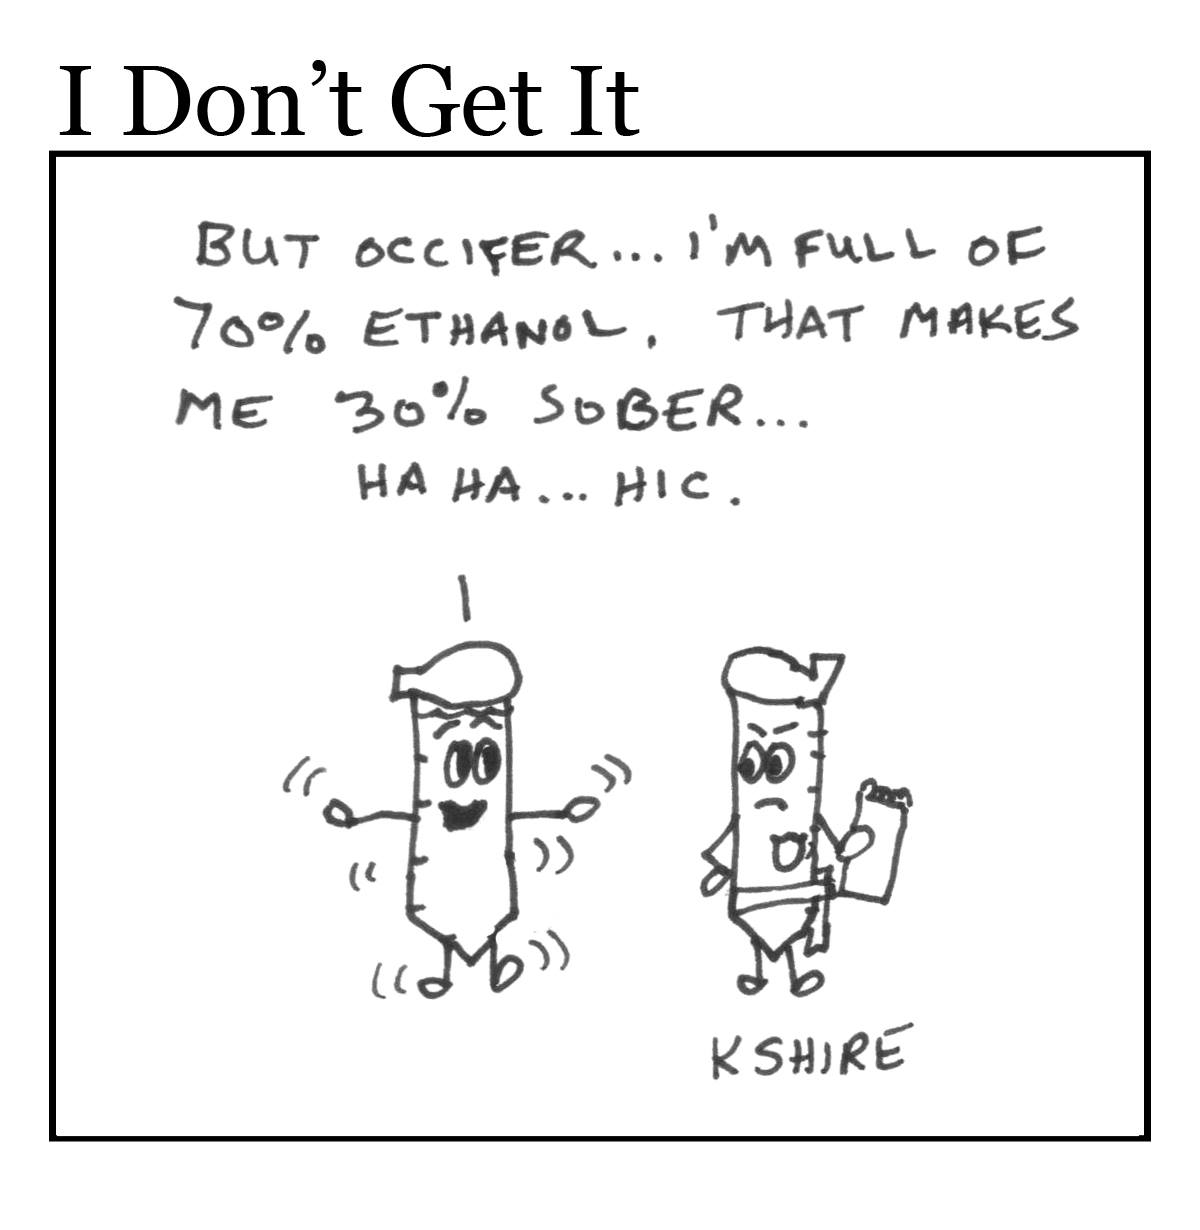 I Don’t Get It
BUT OCCIFER... I'M FULL OF
70% ETHANOL. THAT MAKES
ME 30% SOBER...
HA HA... HIC.
KSHIRE